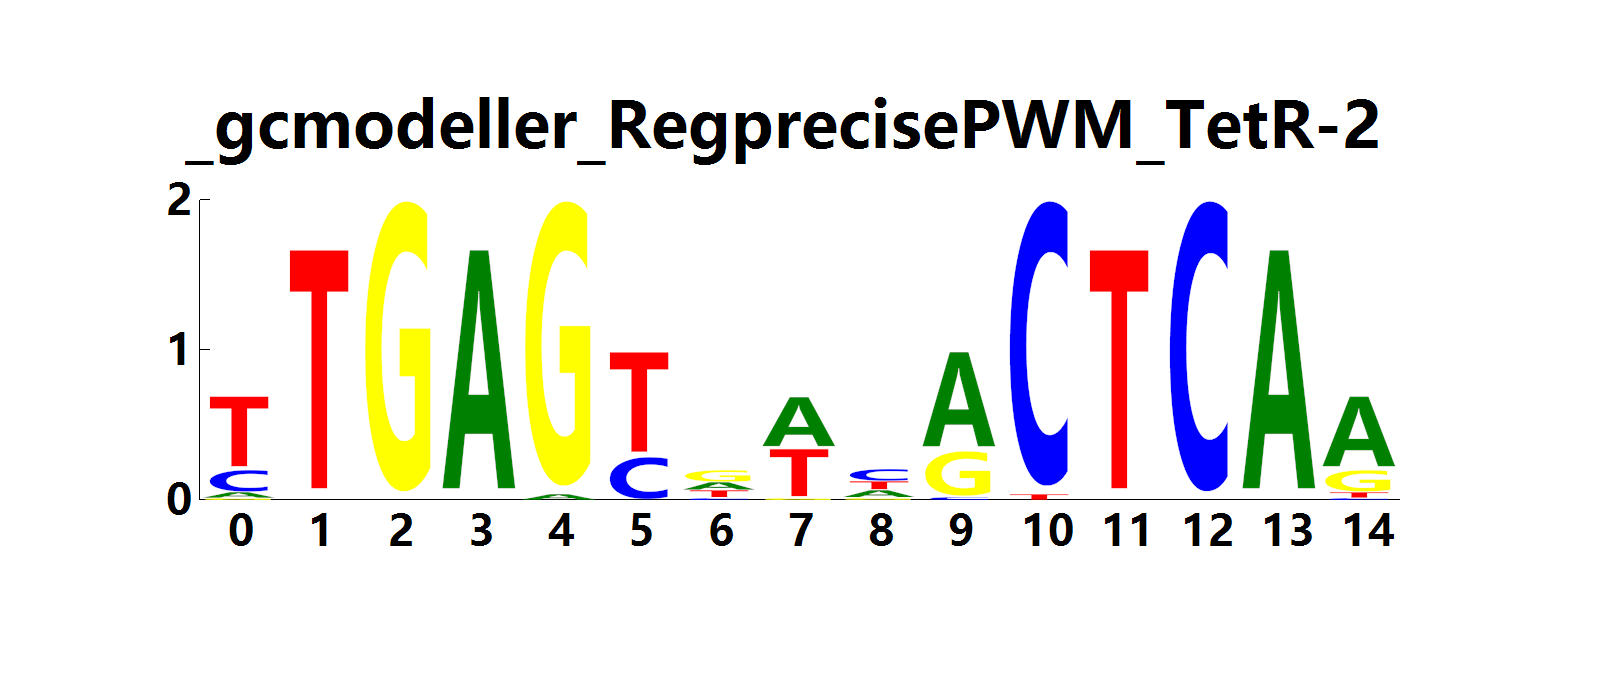 _gcmodeller_RegprecisePWM_TetR-2
2
1
0
T C A T G A G T C G A T A T G C T A A G C T C A A G T
0 1 2 3 4 5 6 7 8 9 10 11 12 13 14